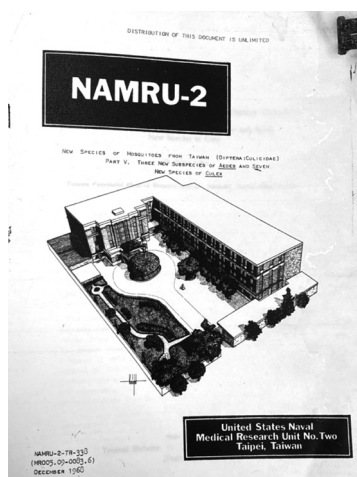 DISTRIBUTION OF THIS DOCUMENT IS UNLIMITED
NAMRU-2
NEW SPECIES OF MOSQUITOES FROM TAIWAN (DIPTERA:CULICIDAE)
PART V. THREE NEW SUBSPECIES OF AEDES AND SEVEN
NEW SPECIES OF CULEX
United States Naval
Medical Research Unit No. Two
Taipei, Taiwan
NAMRU-2-TR-338
(MR005.09-0083.6)
DECEMBER 1968